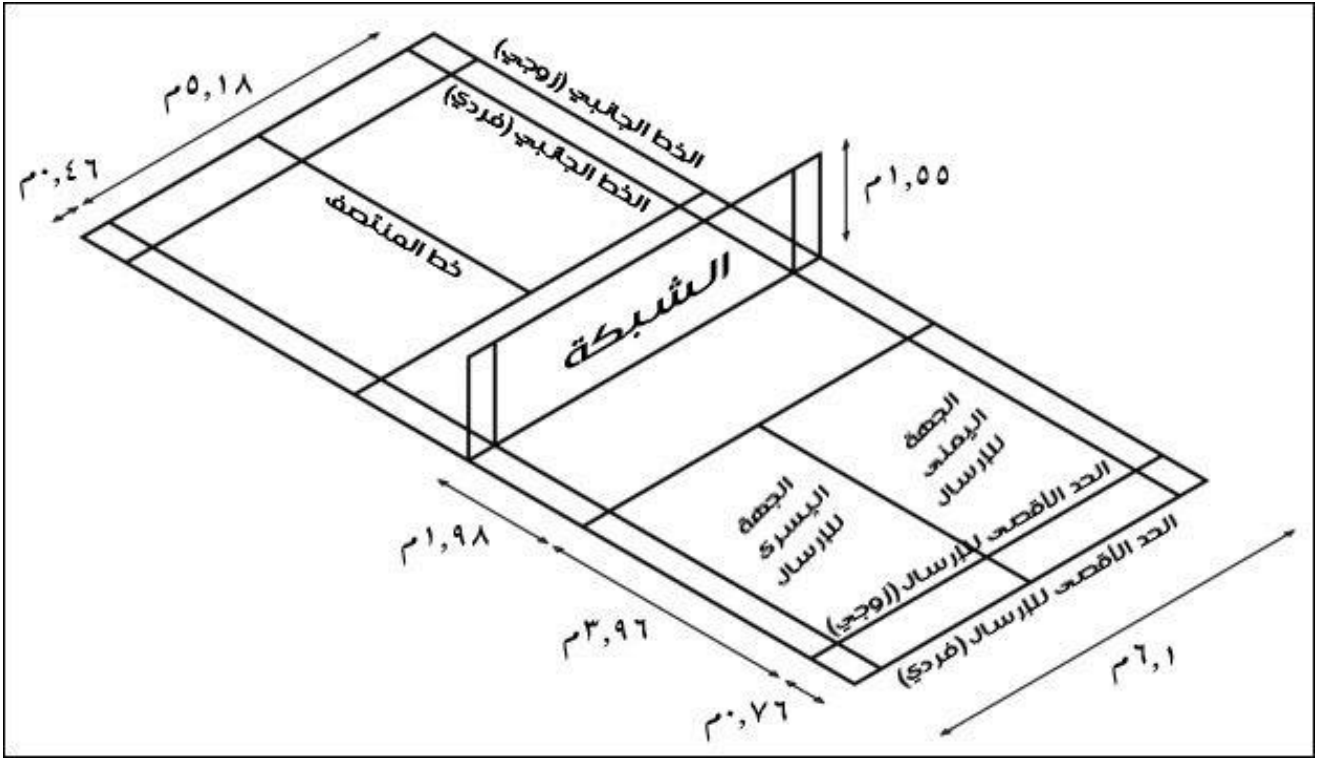 الخط الجانبي (زوجي)
الخط الجانبي (فردي)
٥,١٨م
٠,٤٦م
خط المنتصف
١,٥٥م
الشبكة
الجهة
اليمنى
للإرسال
الجهة
اليسرى
للإرسال
الحد الأقصى للإرسال (زوجي)
الحد الأقصى للإرسال (فردي)
١,٩٨م
٣,٩٦م
٠,٧٦م
٦,١م